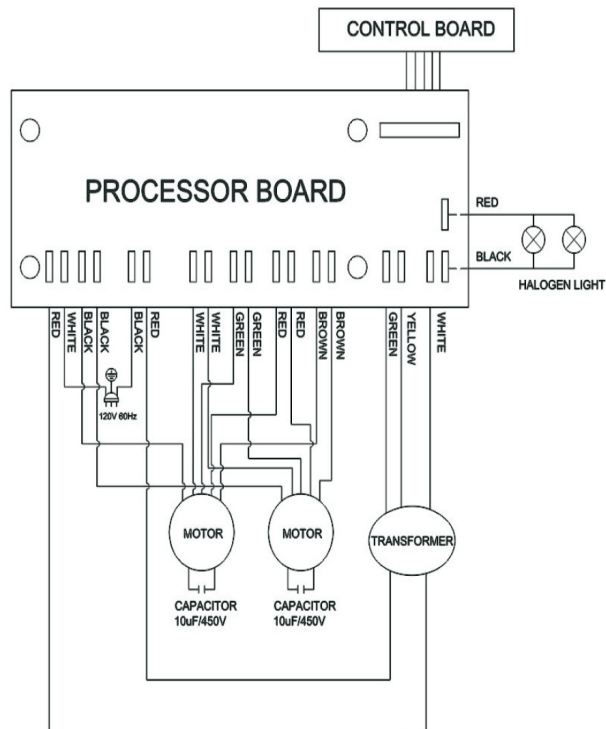 CONTROL BOARD
PROCESSOR BOARD
RED
BLACK
HALOGEN LIGHT
RED
WHITE
BLACK
BLACK
BLACK
RED
WHITE
WHITE
GREEN
GREEN
RED
RED
BROWN
BROWN
GREEN
YELLOW
WHITE
120V 60Hz
MOTOR
MOTOR
TRANSFORMER
CAPACITOR
10uF/450V
CAPACITOR
10uF/450V